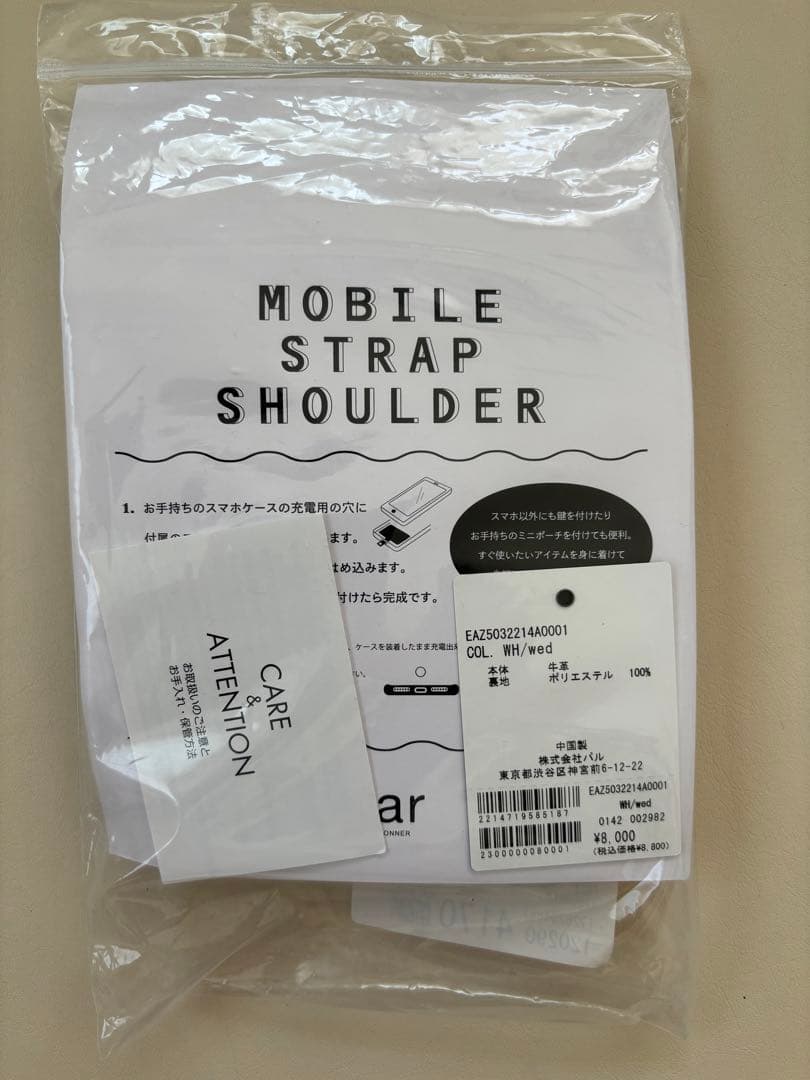 MOBILE
STRAP
SHOULDER
1. お手持ちのスマホケースの充電用の穴に
ます。
はめ込みます。
付けたら完成です。
ケースを装着したまま充電出
スマホ以外にも鍵を付けたり
お手持ちのミニポーチを付けても便利。
すぐ使いたいアイテムを身に着けて
CARE
&
ATTENTION
お取扱いのご注意と
お手入れ・保管方法
ar
ONNER
EAZ5032214A0001
COL. WH/wed
本体 牛革
裏地 ポリエステル 100%
中国製
株式会社パル
東京都渋谷区神宮前6-12-22
EAZ5032214A0001
WH/wed
2214719585187
0142 002982
¥8,000
2300000080001
(税込価格¥8,800)
4170
120290